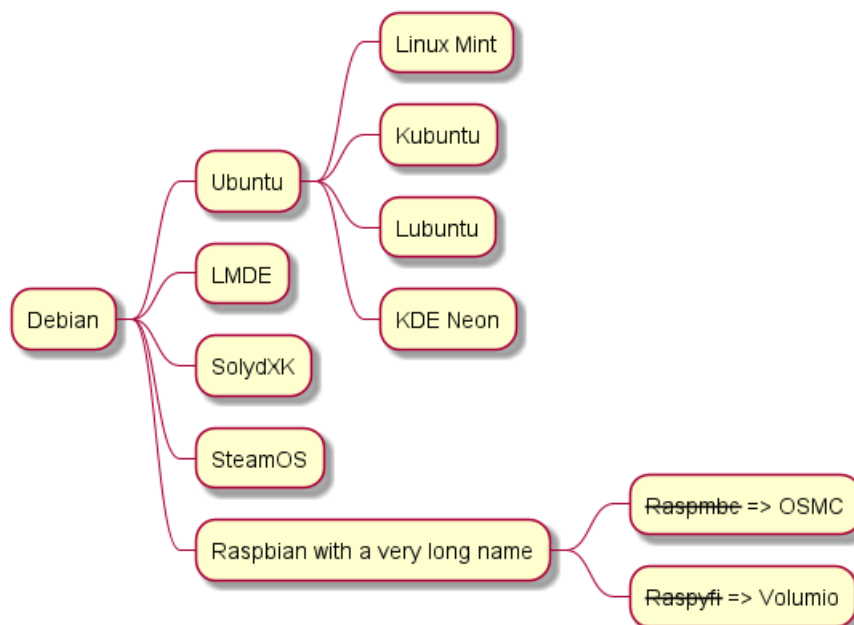 Linux Mint
Kubuntu
Ubuntu
Lubuntu
LMDE
KDE Neon
Debian
SolydXK
SteamOS
Raspmbc => OSMC
Raspbian with a very long name
Raspyfi => Volumio